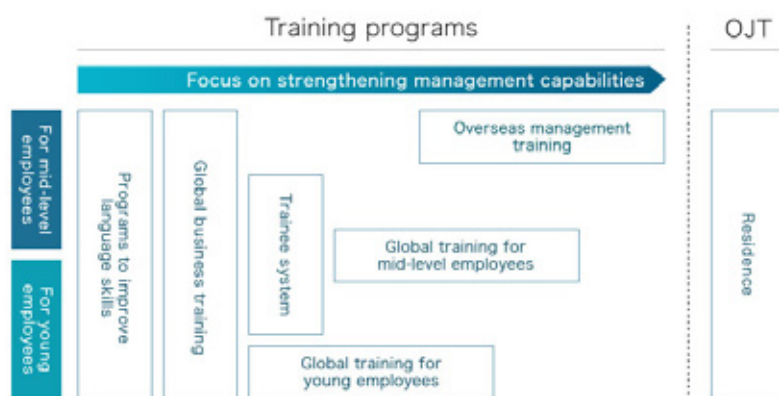 Training programs
OJT
Focus on strengthening management capabilities
For mid-level
employees
For young
employees
Programs to improve
language skills
Global business training
Trainee system
Overseas management
training
Global training for
mid-level employees
Global training for
young employees
Residence